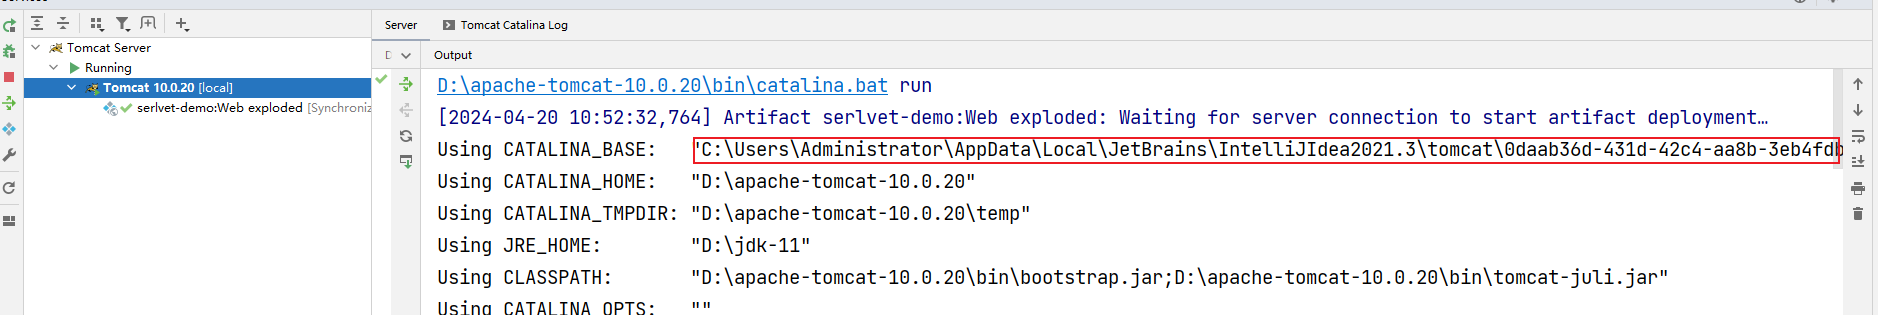 Server
Tomcat Catalina Log
Tomcat Server
Running
Tomcat 10.0.20 [local]
serlvet-demo:Web exploded [Synchroniz
D
Output
D:\apache-tomcat-10.0.20\bin\catalina.bat run
[2024-04-20 10:52:32,764] Artifact serlvet-demo:Web exploded: Waiting for server connection to start artifact deployment…
Using CATALINA_BASE:   "C:\Users\Administrator\AppData\Local\JetBrains\IntelliJIdea2021.3\tomcat\0daab36d-431d-42c4-aa8b-3eb4fdb
Using CATALINA_HOME:   "D:\apache-tomcat-10.0.20"
Using CATALINA_TMPDIR: "D:\apache-tomcat-10.0.20\temp"
Using JRE_HOME:        "D:\jdk-11"
Using CLASSPATH:       "D:\apache-tomcat-10.0.20\bin\bootstrap.jar;D:\apache-tomcat-10.0.20\bin\tomcat-juli.jar"
Using CATALINA_OPTS:   ""